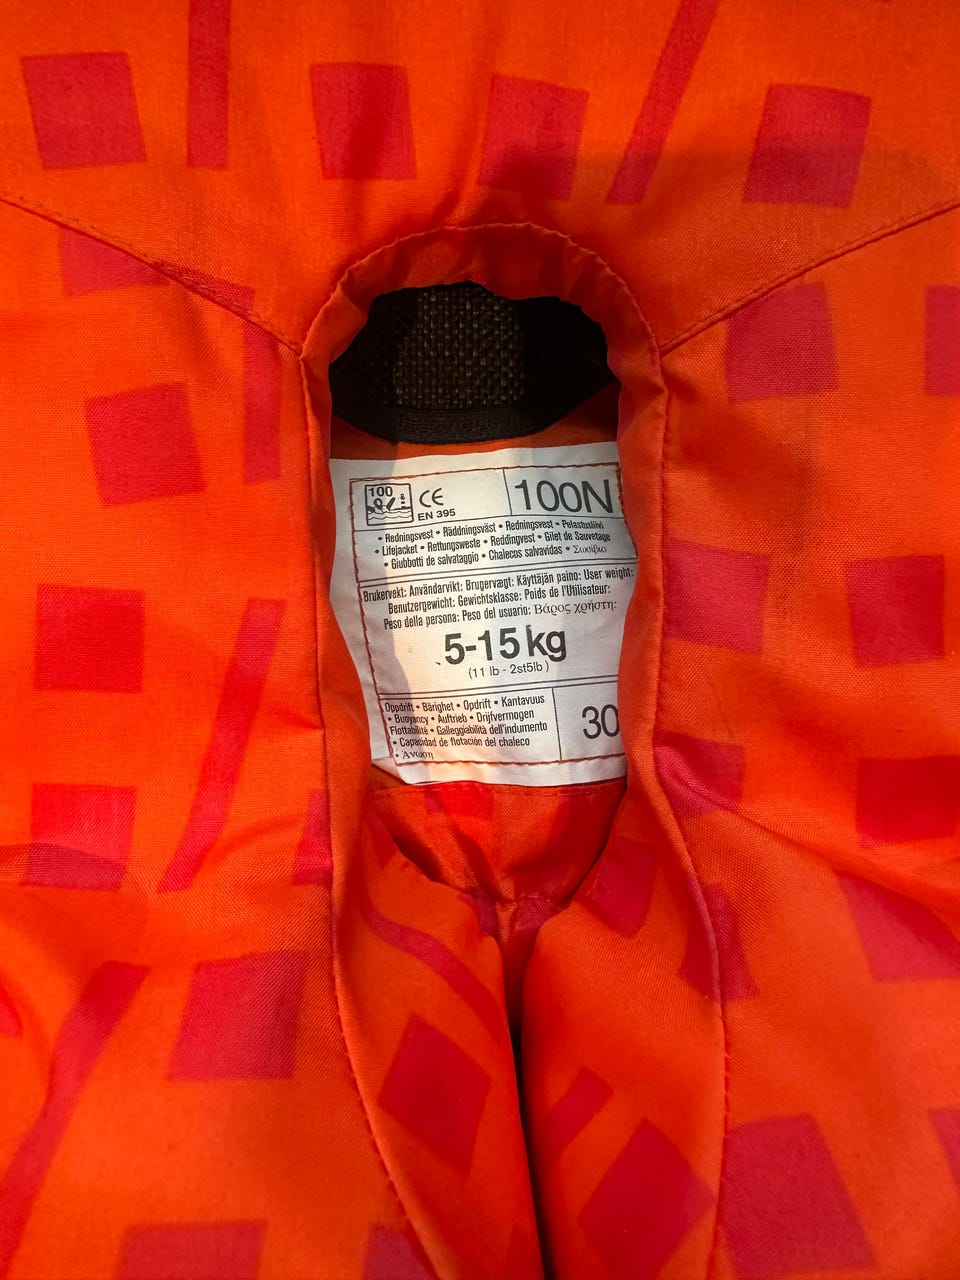 100
CE
EN 395
100N
• Redningsvest • Räddningsväst • Redningsvest • Pelastusliivi
• Lifejacket • Rettungsweste • Reddingvest • Gilet de Sauvetage
• Giubbotti de salvataggio • Chalecos salvavidas • Σωσίβιο
Brukervekt: Användarvikt: Brugervægt: Käyttäjän paino: User weight:
Benutzergewicht: Gewichtsklasse: Poids de l'Utilisateur:
Peso della persona: Peso del usuario: Βάρος χρήστη:
5-15 kg
(11 lb - 2st5lb)
Oppdrift • Bärighet • Opdrift • Kantavuus
• Buoyancy • Auftrieb • Drijfvermogen
Flottabilité • Galleggiabilità dell'indumento
• Capacidad de flotación del chaleco
• Άνωση
30